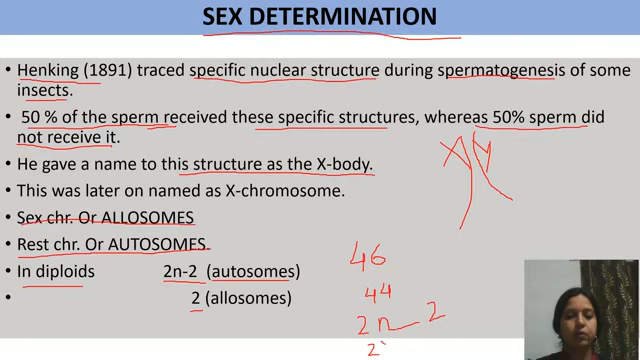 SEX DETERMINATION
• Henking (1891) traced specific nuclear structure during spermatogenesis of some
insects.
• 50 % of the sperm received these specific structures, whereas 50% sperm did
not receive it.
• He gave a name to this structure as the X-body.
• This was later on named as X-chromosome.
• Sex chr. Or ALLOSOMES
• Rest chr. Or AUTOSOMES.
• In diploids 2n-2 (autosomes)
• 2 (allosomes)
X Y
46
44
2n-2
2